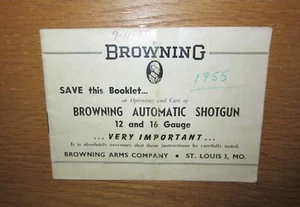 BROWNING
1955
SAVE this Booklet...
on Operation and Care of
BROWNING AUTOMATIC SHOTGUN
12 and 16 Gauge
...VERY IMPORTANT...
It is absolutely necessary that these instructions be carefully noted.
BROWNING ARMS COMPANY • ST. LOUIS 3, MO.